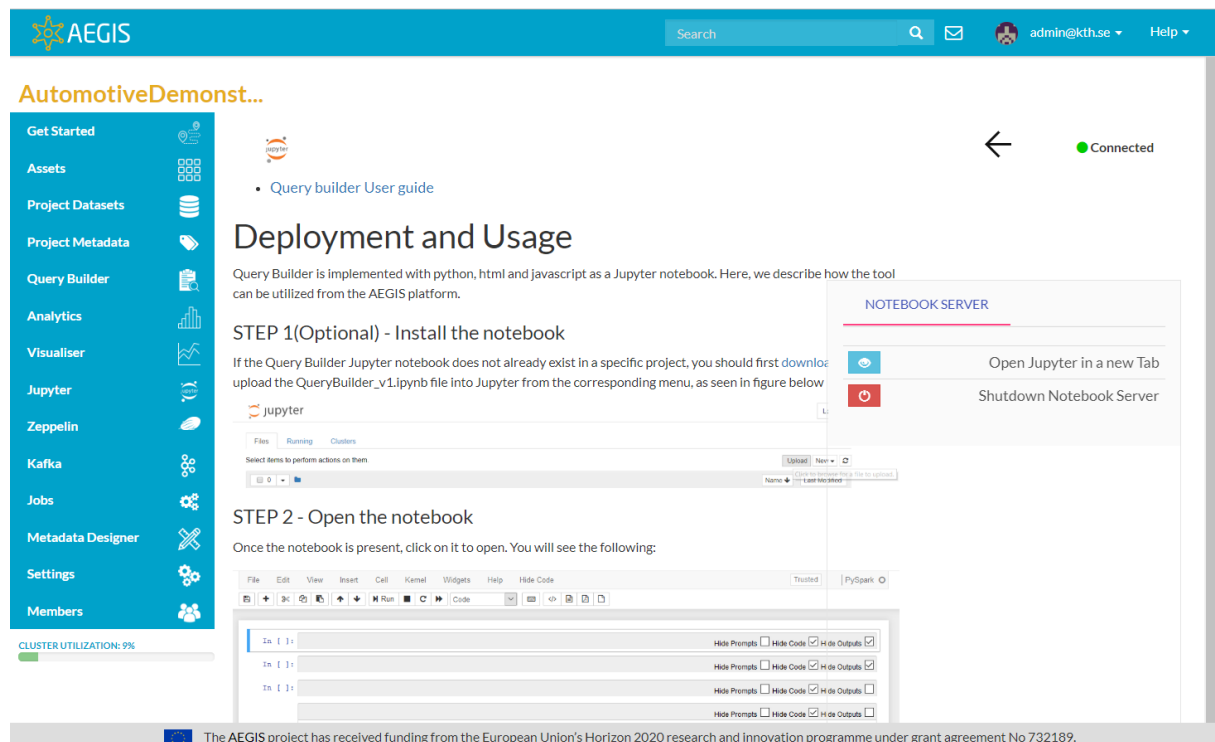 AEGIS
Search
admin@kth.se
Help
AutomotiveDemonst...
Get Started
Assets
Project Datasets
Project Metadata
Query Builder
Analytics
Visualiser
Jupyter
Zeppelin
Kafka
Jobs
Metadata Designer
Settings
Members
CLUSTER UTILIZATION: 9%
jupyter
Connected
• Query builder User guide
Deployment and Usage
Query Builder is implemented with python, html and javascript as a Jupyter notebook. Here, we describe how the tool
can be utilized from the AEGIS platform.
STEP 1(Optional) - Install the notebook
If the Query Builder Jupyter notebook does not already exist in a specific project, you should first downloa
upload the QueryBuilder_v1.ipynb file into Jupyter from the corresponding menu, as seen in figure below
NOTEBOOK SERVER
Open Jupyter in a new Tab
Shutdown Notebook Server
jupyter
Files Running Clusters
Select items to perform actions on them.
Upload New
0
Name Last Modified
STEP 2 - Open the notebook
Once the notebook is present, click on it to open. You will see the following:
File Edit View Insert Cell Kernel Widgets Help Hide Code Trusted PySpark
Run Code
In [ ]: Hide Prompts Hide Code Hide Outputs
In [ ]: Hide Prompts Hide Code Hide Outputs
In [ ]: Hide Prompts Hide Code Hide Outputs
Hide Prompts Hide Code Hide Outputs
The AEGIS project has received funding from the European Union's Horizon 2020 research and innovation programme under grant agreement No 732189.